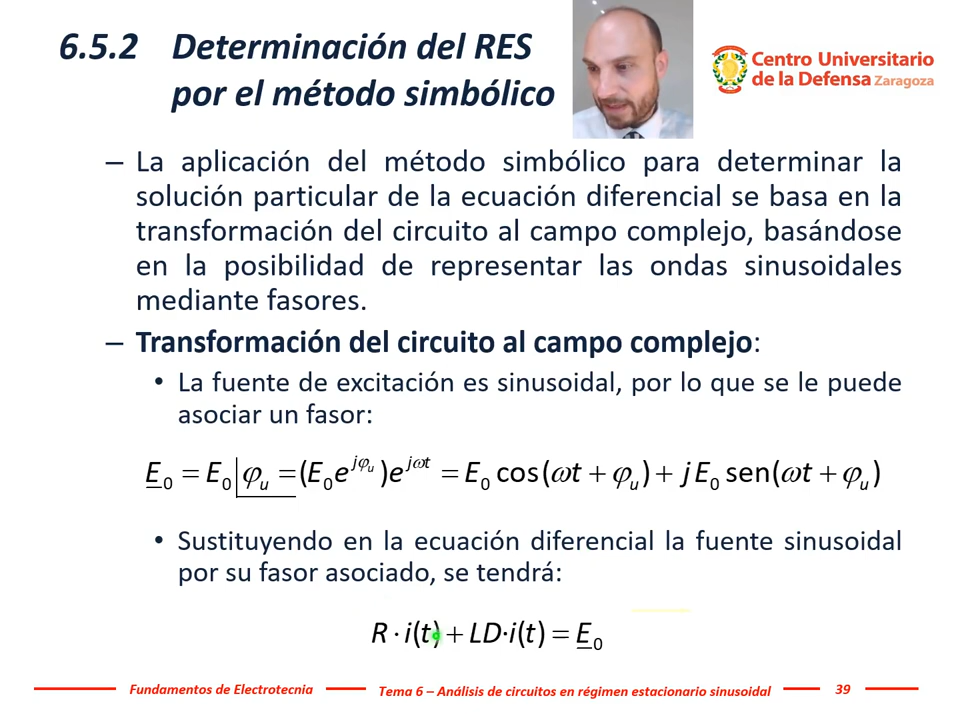 6.5.2 Determinación del RES
por el método simbólico
Centro Universitario
de la Defensa Zaragoza
– La aplicación del método simbólico para determinar la
solución particular de la ecuación diferencial se basa en la
transformación del circuito al campo complejo, basándose
en la posibilidad de representar las ondas sinusoidales
mediante fasores.
– Transformación del circuito al campo complejo:
• La fuente de excitación es sinusoidal, por lo que se le puede
asociar un fasor:
E₀ = E₀|φᵤ = (E₀e^{jφᵤ})e^{jωt} = E₀ cos(ωt + φᵤ) + jE₀ sen(ωt + φᵤ)
• Sustituyendo en la ecuación diferencial la fuente sinusoidal
por su fasor asociado, se tendrá:
R · i(t) + LD·i(t) = E₀
Fundamentos de Electrotecnia Tema 6 – Análisis de circuitos en régimen estacionario sinusoidal 39